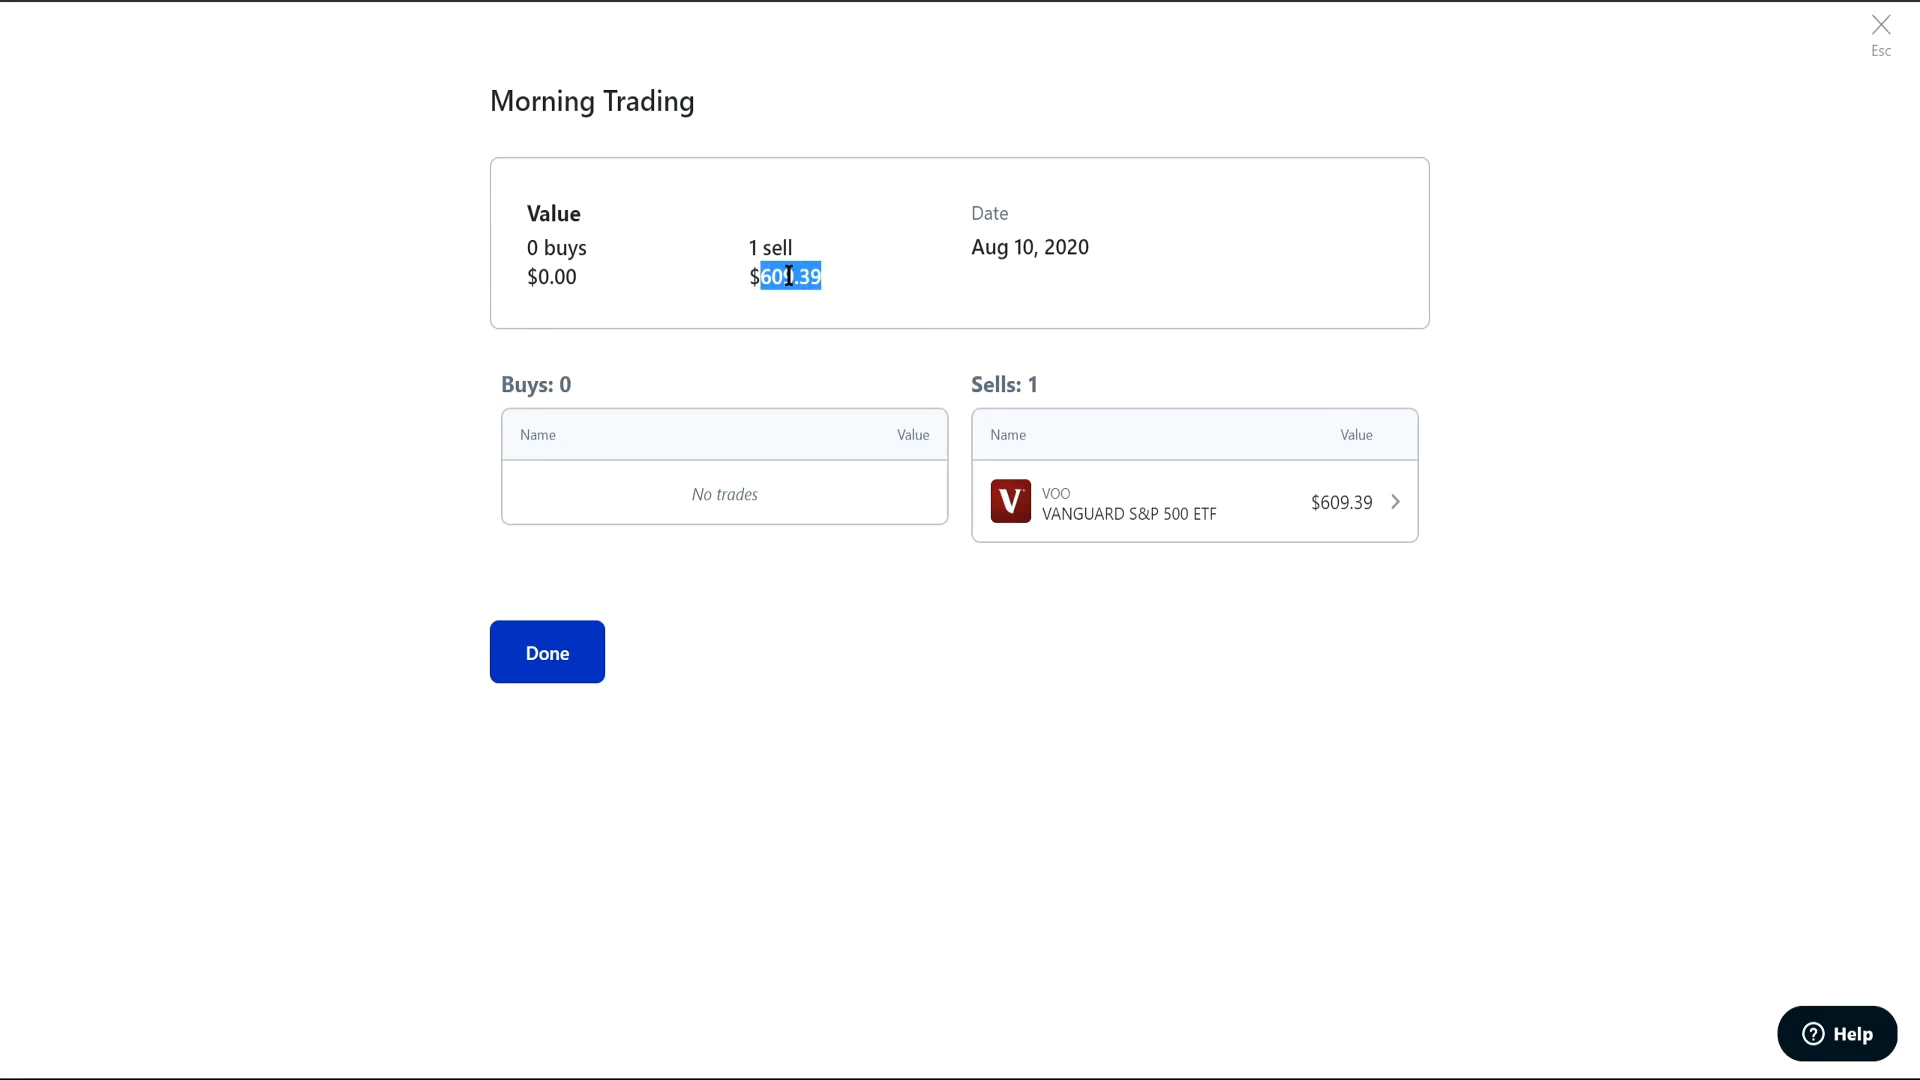 Esc
Morning Trading
Value
0 buys
$0.00
1 sell
$609.39
Date
Aug 10, 2020
Buys: 0
Name Value
No trades
Sells: 1
Name Value
V
VOO
VANGUARD S&P 500 ETF
$609.39
Done
? Help